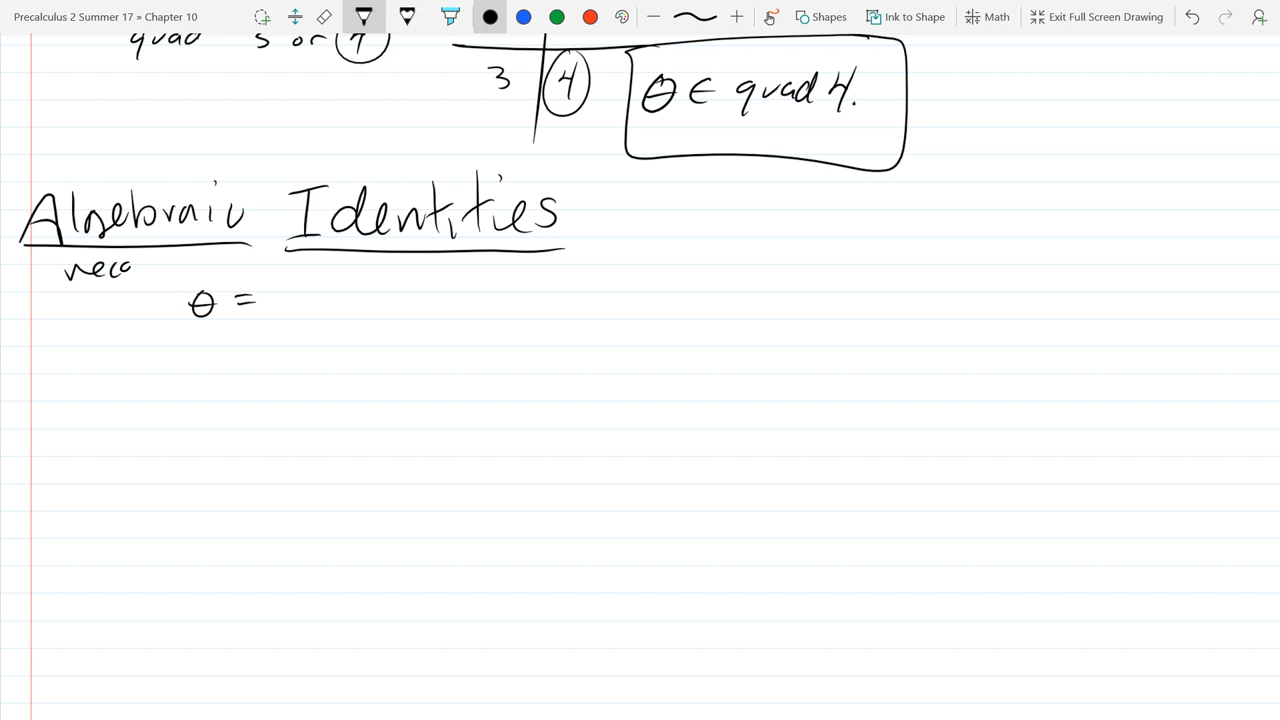 Precalculus 2 Summer 17 » Chapter 10
Shapes
Ink to Shape
Math
Exit Full Screen Drawing
quad 3 or 4
3 4
θ ∈ quad 4.
Algebraic Identities
reco
θ =